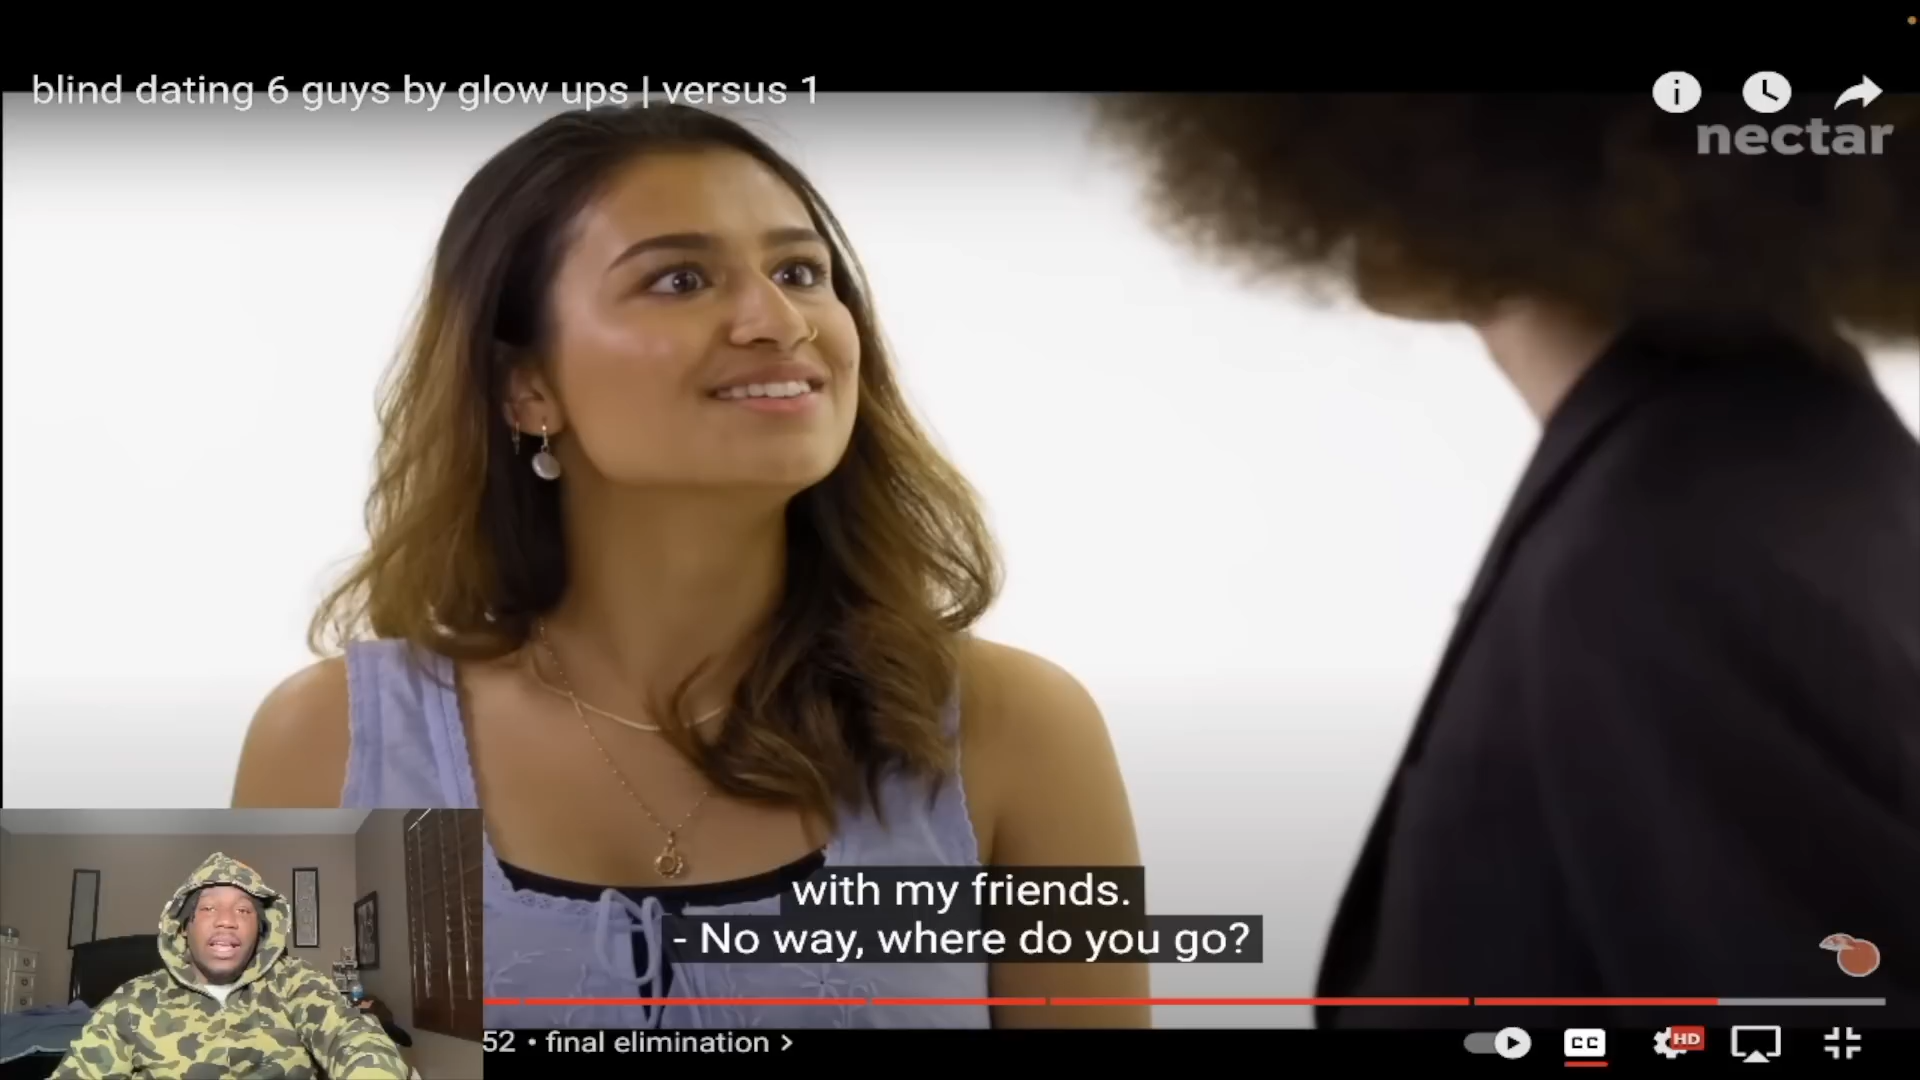 blind dating 6 guys by glow ups | versus 1
nectar
with my friends.
- No way, where do you go?
52 • final elimination >
CC
HD